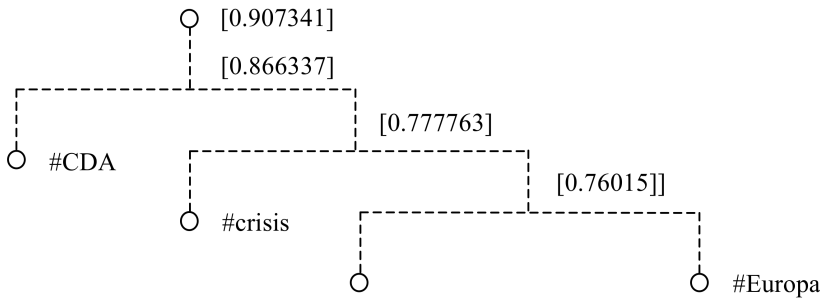 [0.907341]
[0.866337]
[0.777763]
#CDA
[0.76015]]
#crisis
#Europa